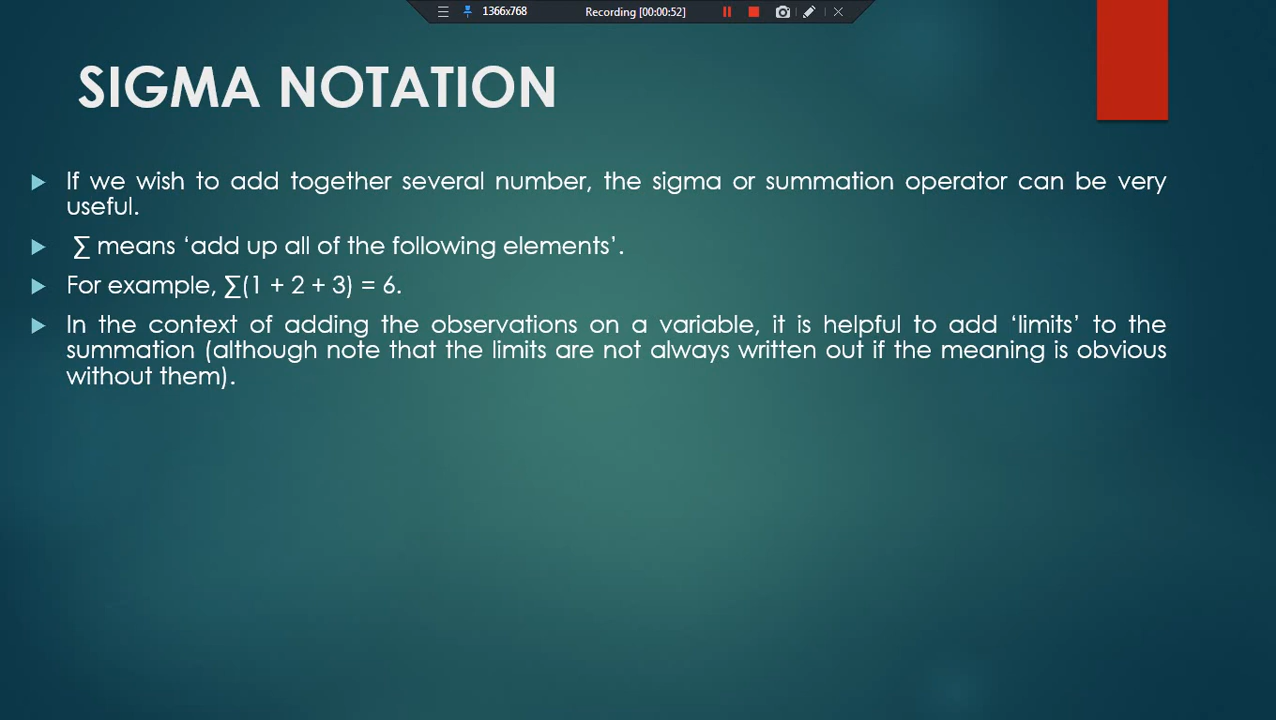 1366x768 Recording [00:00:52]
SIGMA NOTATION
If we wish to add together several number, the sigma or summation operator can be very
useful.
∑ means ‘add up all of the following elements’.
For example, ∑(1 + 2 + 3) = 6.
In the context of adding the observations on a variable, it is helpful to add ‘limits’ to the
summation (although note that the limits are not always written out if the meaning is obvious
without them).